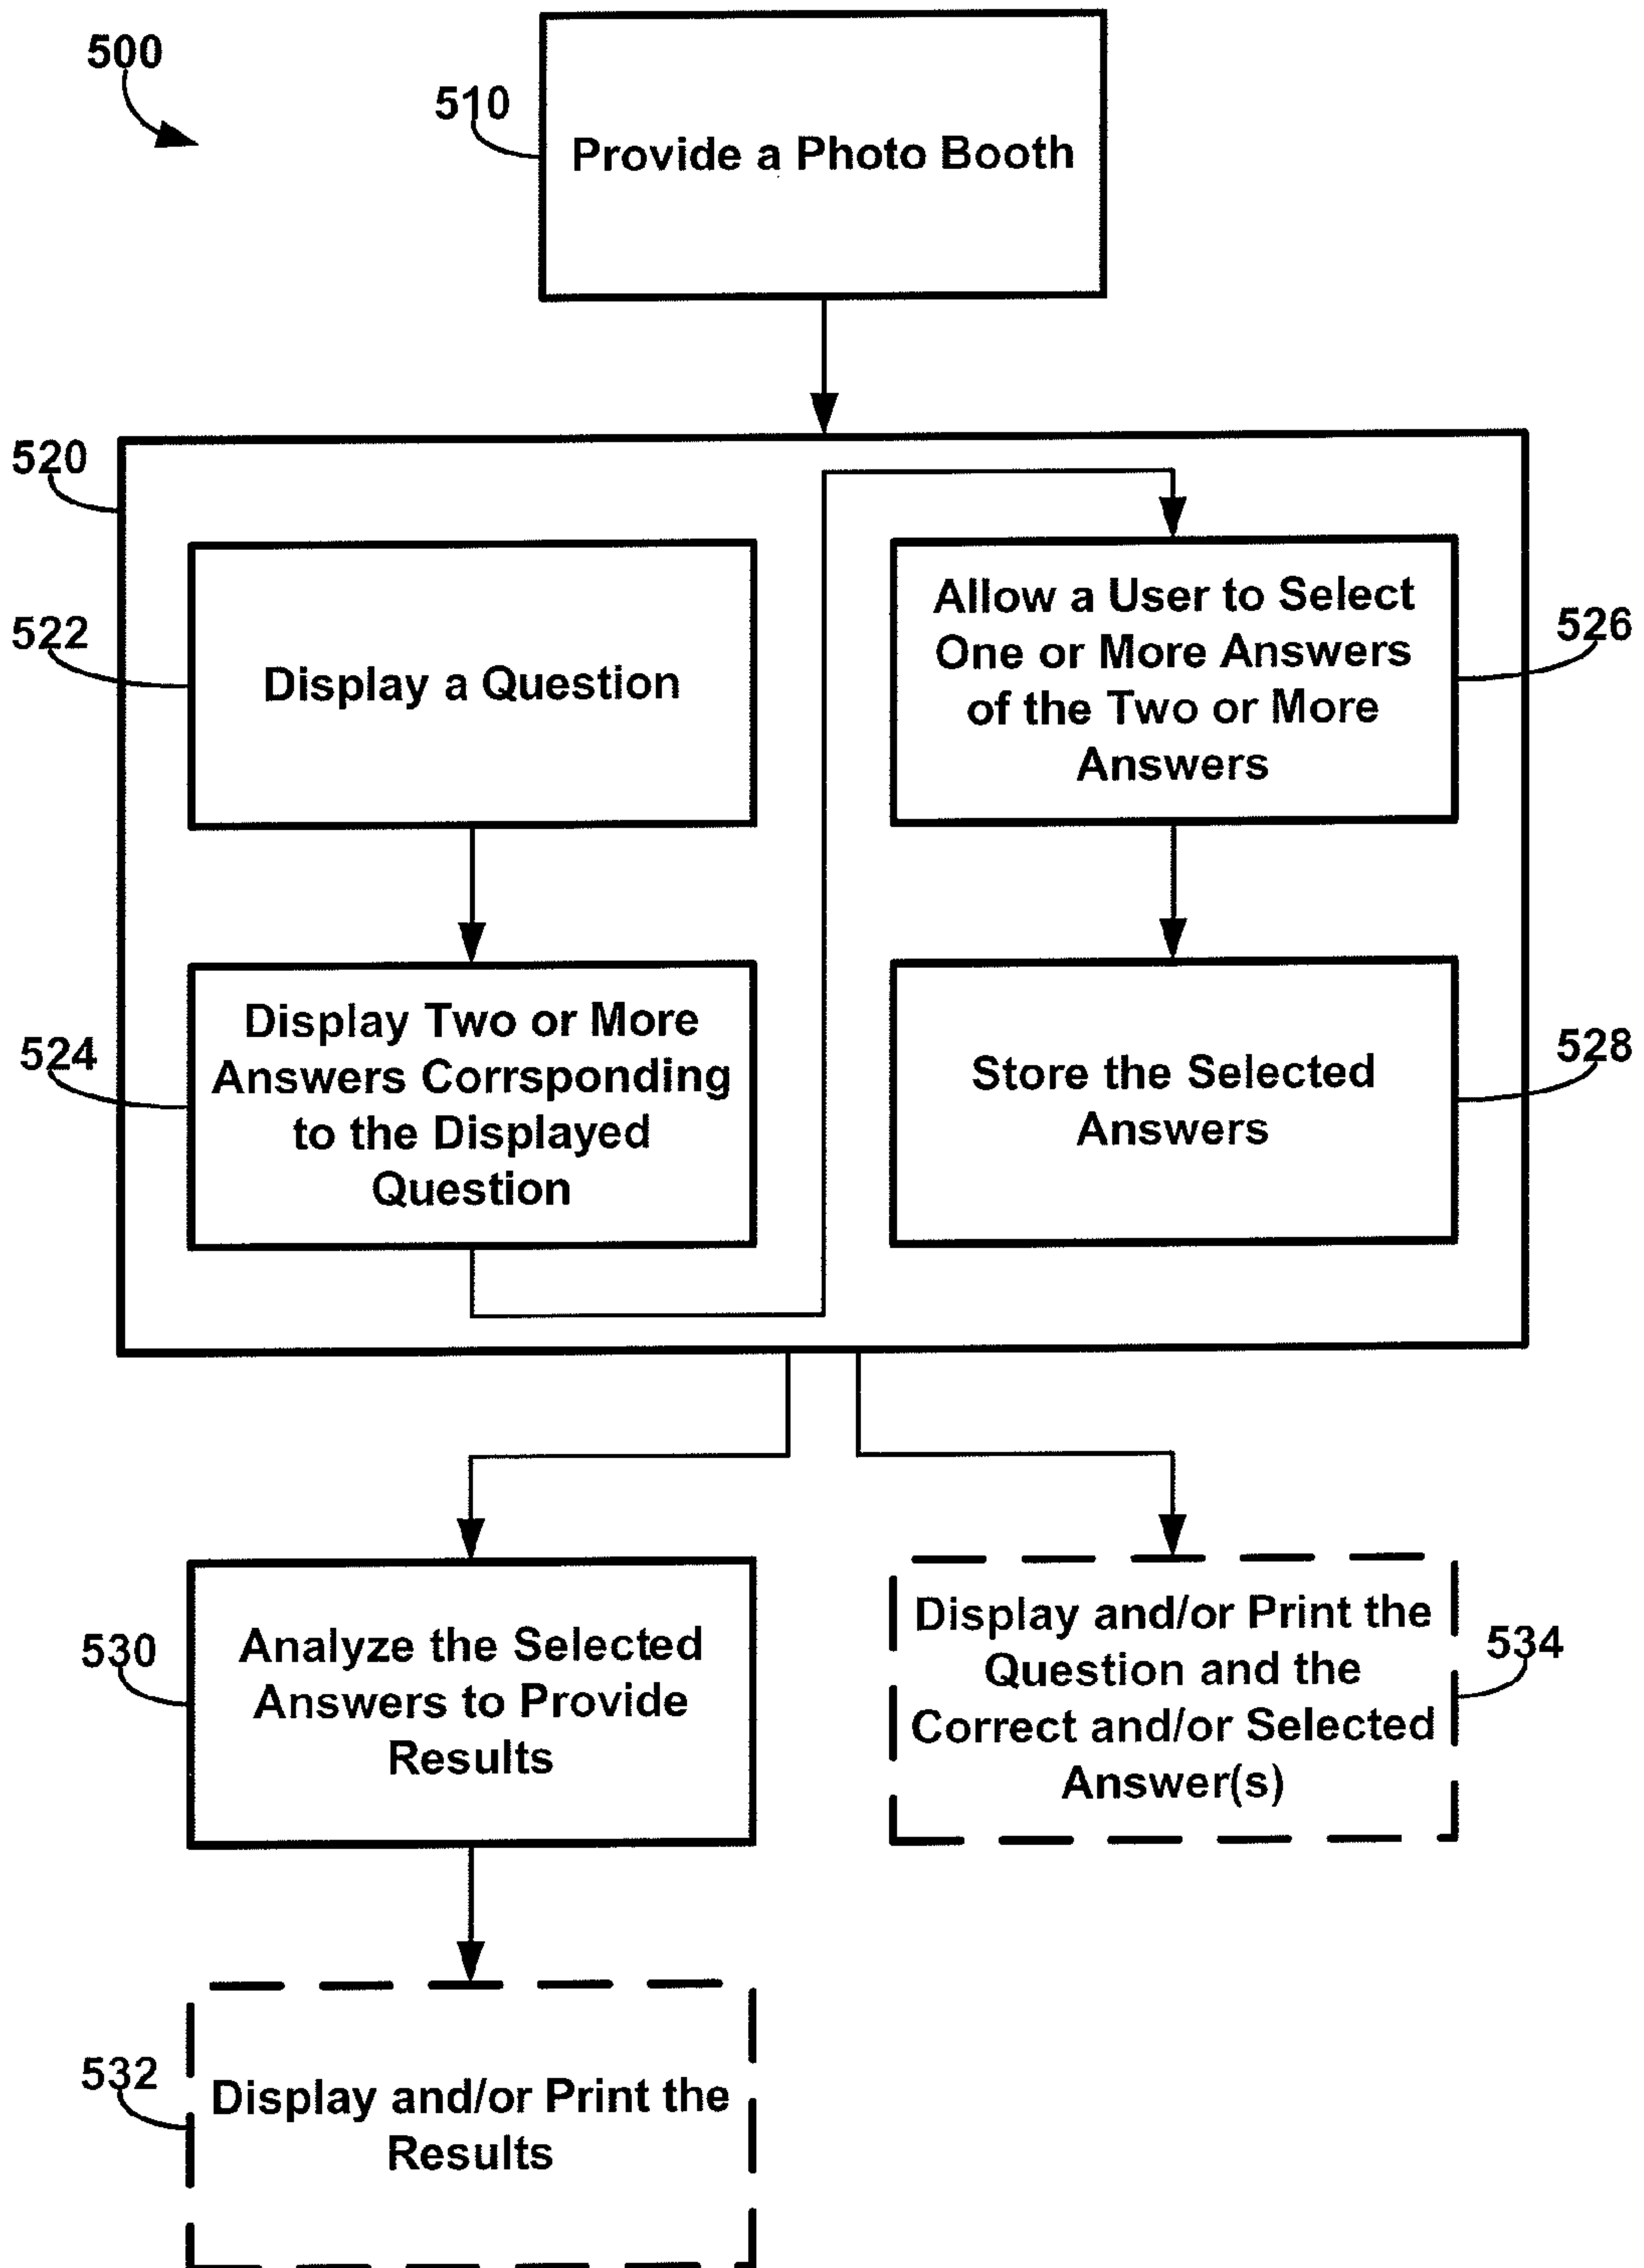 500
510
Provide a Photo Booth
520
522
Display a Question
524
Display Two or More
Answers Corrsponding
to the Displayed
Question
Allow a User to Select
One or More Answers
of the Two or More
Answers
526
Store the Selected
Answers
528
530
Analyze the Selected
Answers to Provide
Results
Display and/or Print the
Question and the
Correct and/or Selected
Answer(s)
534
532
Display and/or Print the
Results